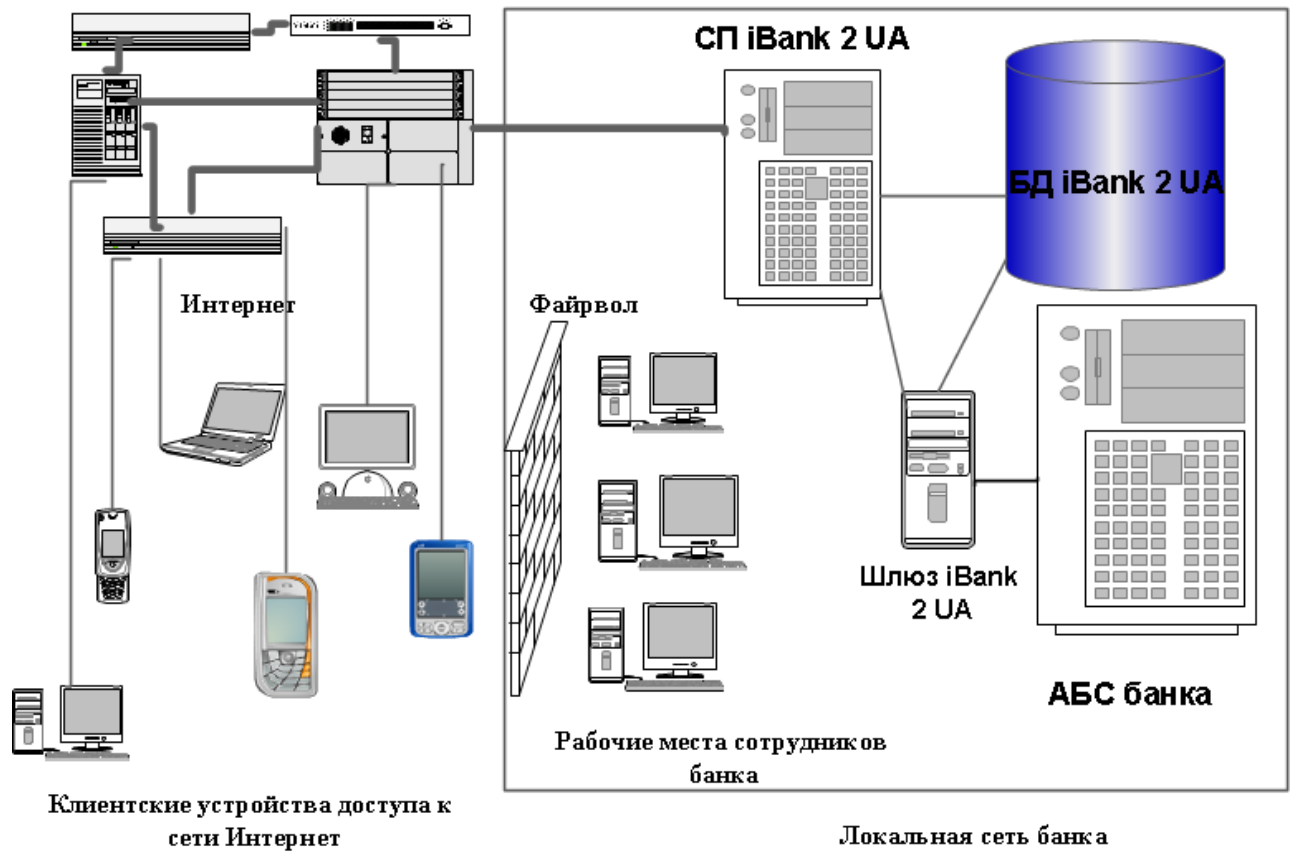 СП iBank 2 UA
БД iBank 2 UA
Интернет
Файрвол
Шлюз iBank
2 UA
АБС банка
Рабочие места сотрудников
банка
Клиентские устройства доступа к
сети Интернет
Локальная сеть банка